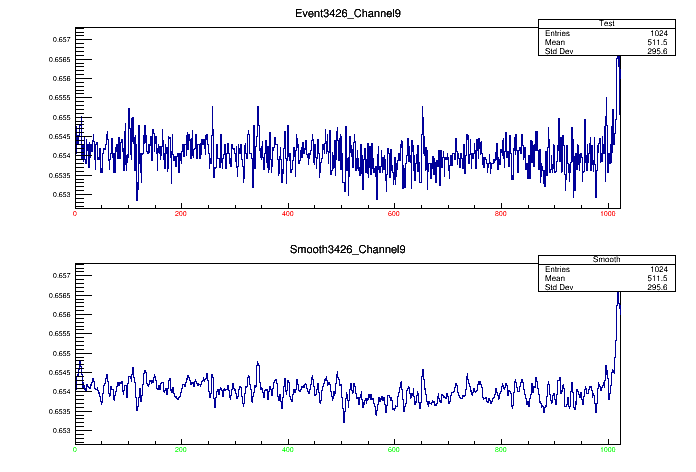 Event3426_Channel9
Test
Entries 1024
Mean 511.5
Std Dev 295.6
0.657
0.6565
0.656
0.6555
0.655
0.6545
0.654
0.6535
0.653
0 200 400 600 800 1000
Smooth3426_Channel9
Smooth
Entries 1024
Mean 511.5
Std Dev 295.6
0.657
0.6565
0.656
0.6555
0.655
0.6545
0.654
0.6535
0.653
0 200 400 600 800 1000